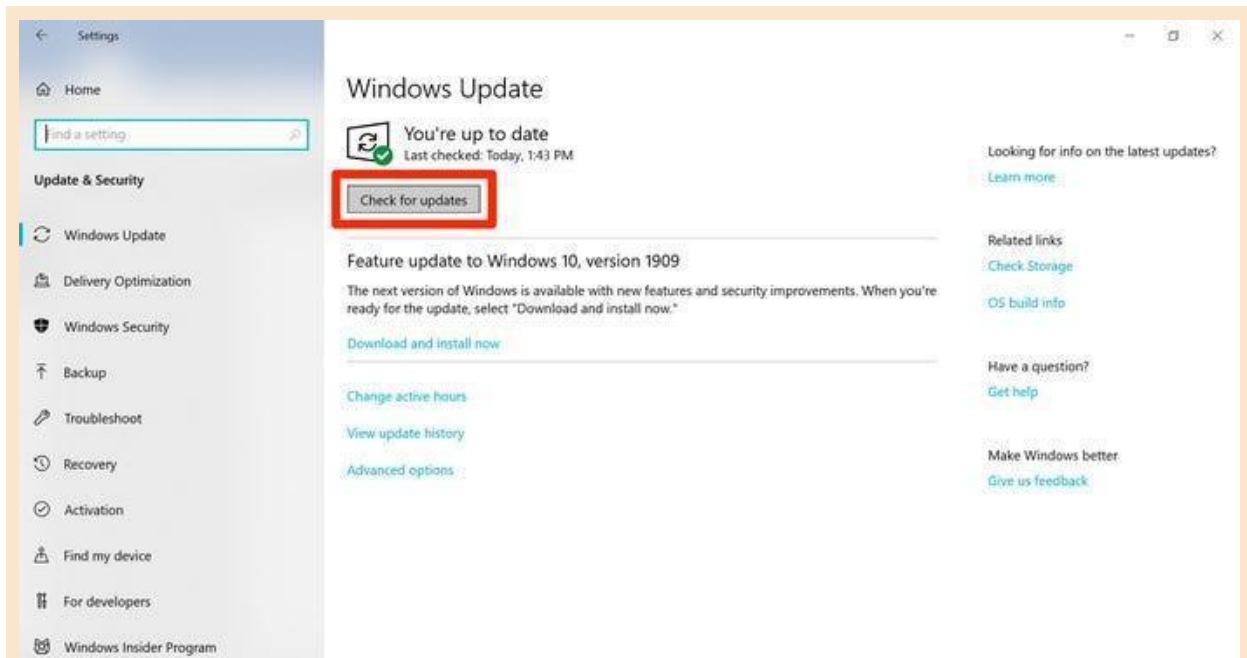 Settings
Home
Find a setting
Update & Security
Windows Update
Delivery Optimization
Windows Security
Backup
Troubleshoot
Recovery
Activation
Find my device
For developers
Windows Insider Program
Windows Update
You're up to date
Last checked: Today, 1:43 PM
Check for updates
Feature update to Windows 10, version 1909
The next version of Windows is available with new features and security improvements. When you're
ready for the update, select "Download and install now."
Download and install now
Change active hours
View update history
Advanced options
Looking for info on the latest updates?
Learn more
Related links
Check Storage
OS build info
Have a question?
Get help
Make Windows better
Give us feedback